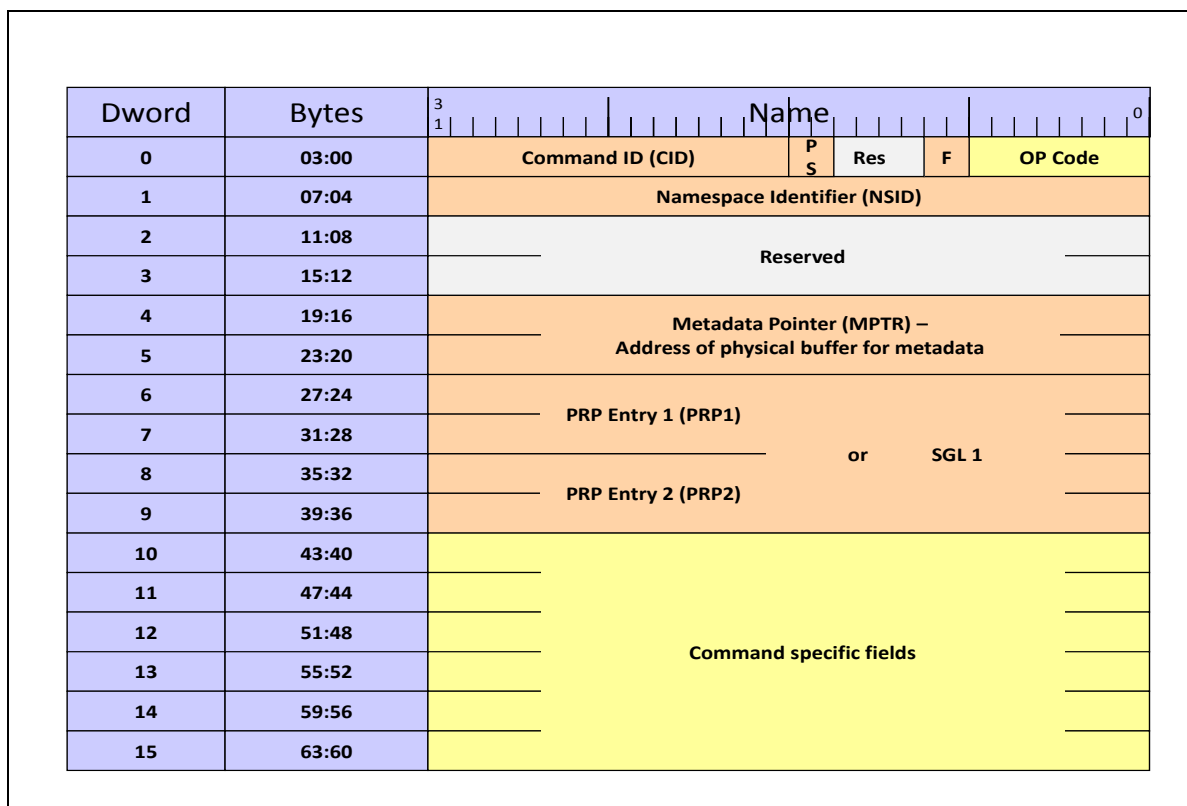 Dword Bytes 31 Name 0
0 03:00 Command ID (CID) PS Res F OP Code
1 07:04 Namespace Identifier (NSID)
2 11:08
Reserved
3 15:12
4 19:16
Metadata Pointer (MPTR) –
Address of physical buffer for metadata
5 23:20
6 27:24
PRP Entry 1 (PRP1)
7 31:28
or SGL 1
8 35:32
PRP Entry 2 (PRP2)
9 39:36
10 43:40
11 47:44
12 51:48
Command specific fields
13 55:52
14 59:56
15 63:60